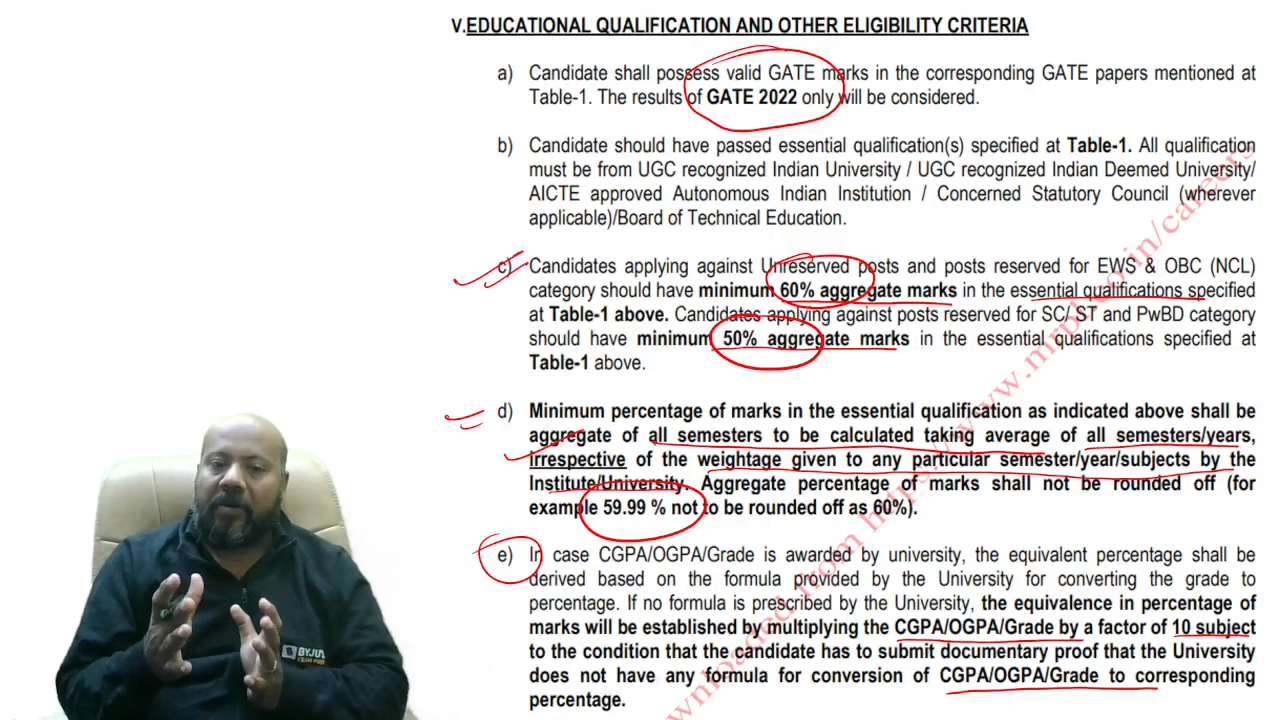 V.EDUCATIONAL QUALIFICATION AND OTHER ELIGIBILITY CRITERIA
a) Candidate shall possess valid GATE marks in the corresponding GATE papers mentioned at
Table-1. The results of GATE 2022 only will be considered.
b) Candidate should have passed essential qualification(s) specified at Table-1. All qualification
must be from UGC recognized Indian University / UGC recognized Indian Deemed University/
AICTE approved Autonomous Indian Institution / Concerned Statutory Council (wherever
applicable)/Board of Technical Education.
c) Candidates applying against Unreserved posts and posts reserved for EWS & OBC (NCL)
category should have minimum 60% aggregate marks in the essential qualifications specified
at Table-1 above. Candidates applying against posts reserved for SC/ST and PwBD category
should have minimum 50% aggregate marks in the essential qualifications specified at
Table-1 above.
d) Minimum percentage of marks in the essential qualification as indicated above shall be
aggregate of all semesters to be calculated taking average of all semesters/years,
Irrespective of the weightage given to any particular semester/year/subjects by the
Institute/University. Aggregate percentage of marks shall not be rounded off (for
example 59.99 % not to be rounded off as 60%).
e) In case CGPA/OGPA/Grade is awarded by university, the equivalent percentage shall be
derived based on the formula provided by the University for converting the grade to
percentage. If no formula is prescribed by the University, the equivalence in percentage of
marks will be established by multiplying the CGPA/OGPA/Grade by a factor of 10 subject
to the condition that the candidate has to submit documentary proof that the University
does not have any formula for conversion of CGPA/OGPA/Grade to corresponding
percentage.
BYJU'S
EXAM PREP